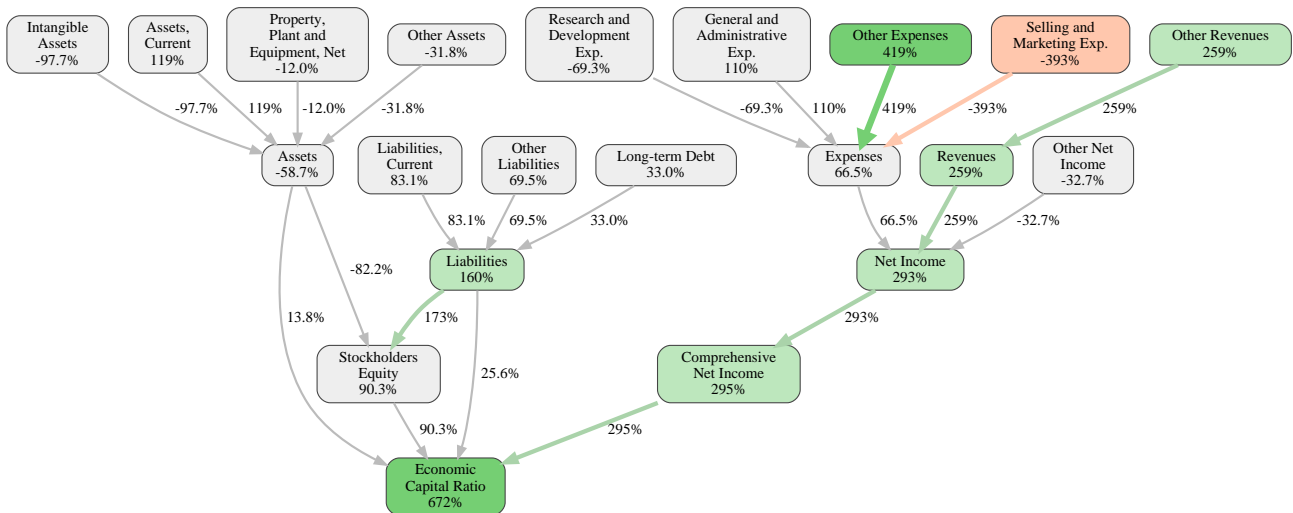 Intangible
Assets
-97.7%
Assets,
Current
119%
Property,
Plant and
Equipment, Net
-12.0%
Other Assets
-31.8%
Research and
Development
Exp.
-69.3%
General and
Administrative
Exp.
110%
Other Expenses
419%
Selling and
Marketing Exp.
-393%
Other Revenues
259%
-97.7%
119%
-12.0%
-31.8%
-69.3%
110%
419%
-393%
259%
Assets
-58.7%
Liabilities,
Current
83.1%
Other
Liabilities
69.5%
Long-term Debt
33.0%
Expenses
66.5%
Revenues
259%
Other Net
Income
-32.7%
83.1%
69.5%
33.0%
66.5%
259%
-32.7%
-82.2%
Liabilities
160%
Net Income
293%
13.8%
173%
293%
Stockholders
Equity
90.3%
25.6%
Comprehensive
Net Income
295%
90.3%
295%
Economic
Capital Ratio
672%